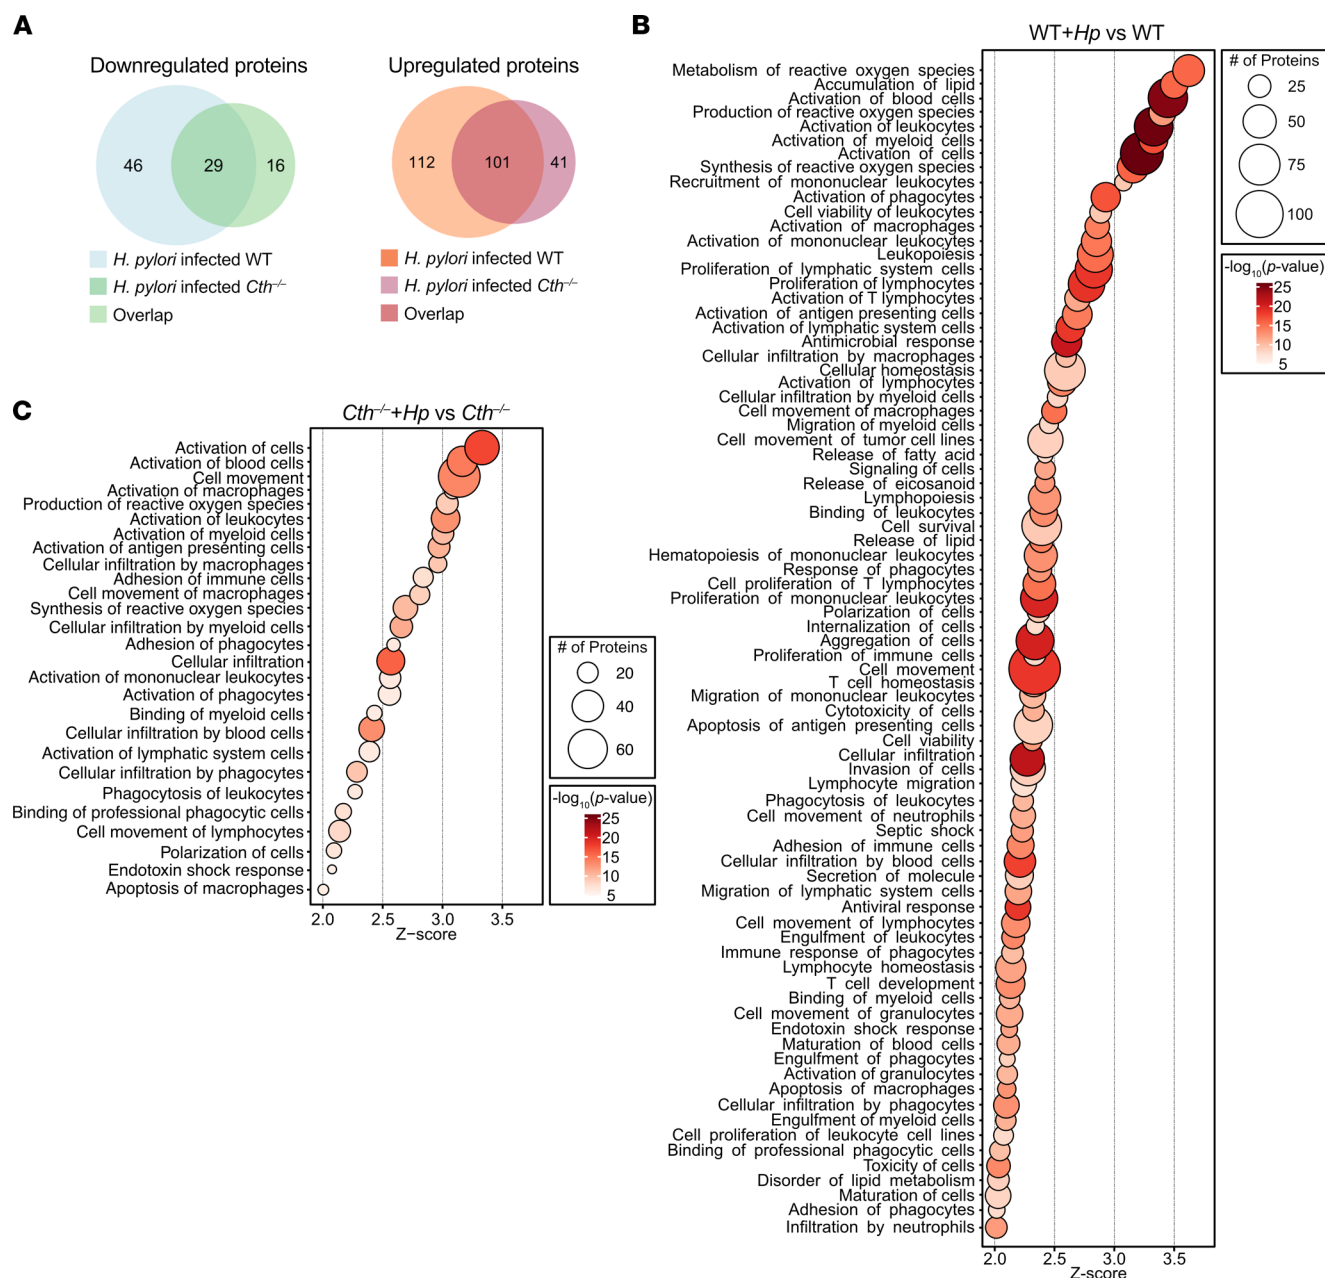 A
Downregulated proteins
Upregulated proteins
46
29
16
112
101
41
H. pylori infected WT
H. pylori infected Cth–/–
Overlap
H. pylori infected WT
H. pylori infected Cth–/–
Overlap
B
WT+Hp vs WT
Metabolism of reactive oxygen species
Accumulation of lipid
Activation of blood cells
Production of reactive oxygen species
Activation of leukocytes
Activation of myeloid cells
Activation of cells
Synthesis of reactive oxygen species
Recruitment of mononuclear leukocytes
Activation of phagocytes
Cell viability of leukocytes
Activation of macrophages
Activation of mononuclear leukocytes
Leukopoiesis
Proliferation of lymphatic system cells
Proliferation of lymphocytes
Activation of T lymphocytes
Activation of antigen presenting cells
Activation of lymphatic system cells
Antimicrobial response
Cellular infiltration by macrophages
Cellular homeostasis
Activation of lymphocytes
Cellular infiltration by myeloid cells
Cell movement of macrophages
Migration of myeloid cells
Cell movement of tumor cell lines
Release of fatty acid
Signaling of cells
Release of eicosanoid
Lymphopoiesis
Binding of leukocytes
Cell survival
Release of lipid
Hematopoiesis of mononuclear leukocytes
Response of phagocytes
Cell proliferation of T lymphocytes
Proliferation of mononuclear leukocytes
Polarization of cells
Internalization of cells
Aggregation of cells
Proliferation of immune cells
Cell movement
T cell homeostasis
Migration of mononuclear leukocytes
Cytotoxicity of cells
Apoptosis of antigen presenting cells
Cell viability
Cellular infiltration
Invasion of cells
Lymphocyte migration
Phagocytosis of leukocytes
Cell movement of neutrophils
Septic shock
Adhesion of immune cells
Cellular infiltration by blood cells
Secretion of molecule
Migration of lymphatic system cells
Antiviral response
Cell movement of lymphocytes
Engulfment of leukocytes
Immune response of phagocytes
Lymphocyte homeostasis
T cell development
Binding of myeloid cells
Cell movement of granulocytes
Endotoxin shock response
Maturation of blood cells
Engulfment of phagocytes
Activation of granulocytes
Apoptosis of macrophages
Cellular infiltration by phagocytes
Engulfment of myeloid cells
Cell proliferation of leukocyte cell lines
Binding of professional phagocytic cells
Toxicity of cells
Disorder of lipid metabolism
Maturation of cells
Adhesion of phagocytes
Infiltration by neutrophils
2.0 2.5 3.0 3.5
Z-score
# of Proteins
25
50
75
100
-log10(p-value)
25
20
15
10
5
C
Cth–/–+Hp vs Cth–/–
Activation of cells
Activation of blood cells
Cell movement
Activation of macrophages
Production of reactive oxygen species
Activation of leukocytes
Activation of myeloid cells
Activation of antigen presenting cells
Cellular infiltration by macrophages
Adhesion of immune cells
Cell movement of macrophages
Synthesis of reactive oxygen species
Cellular infiltration by myeloid cells
Adhesion of phagocytes
Cellular infiltration
Activation of mononuclear leukocytes
Activation of phagocytes
Binding of myeloid cells
Cellular infiltration by blood cells
Activation of lymphatic system cells
Cellular infiltration by phagocytes
Phagocytosis of leukocytes
Binding of professional phagocytic cells
Cell movement of lymphocytes
Polarization of cells
Endotoxin shock response
Apoptosis of macrophages
2.0 2.5 3.0 3.5
Z−score
# of Proteins
20
40
60
-log10(p-value)
25
20
15
10
5